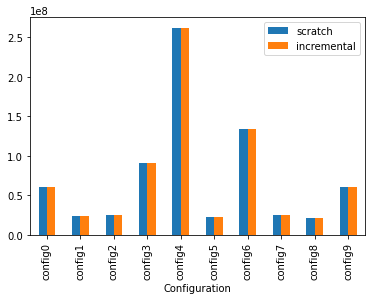 1e8
scratch
incremental
2.5
2.0
1.5
1.0
0.5
0.0
config0
config1
config2
config3
config4
config5
config6
config7
config8
config9
Configuration